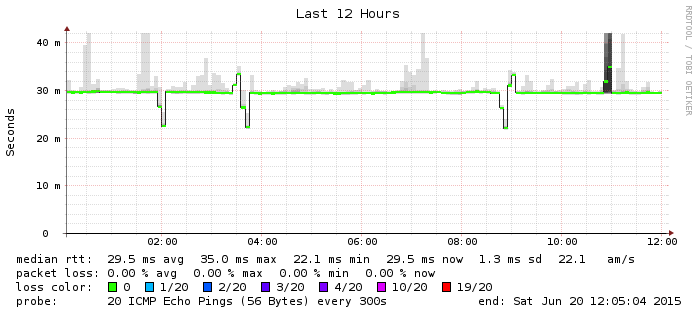 Last 12 Hours
RRDTOOL / TOBI OETIKER
Seconds
40 m
30 m
20 m
10 m
0
02:00 04:00 06:00 08:00 10:00 12:00
median rtt: 29.5 ms avg 35.0 ms max 22.1 ms min 29.5 ms now 1.3 ms sd 22.1 am/s
packet loss: 0.00 % avg 0.00 % max 0.00 % min 0.00 % now
loss color: 0 1/20 2/20 3/20 4/20 10/20 19/20
probe: 20 ICMP Echo Pings (56 Bytes) every 300s end: Sat Jun 20 12:05:04 2015